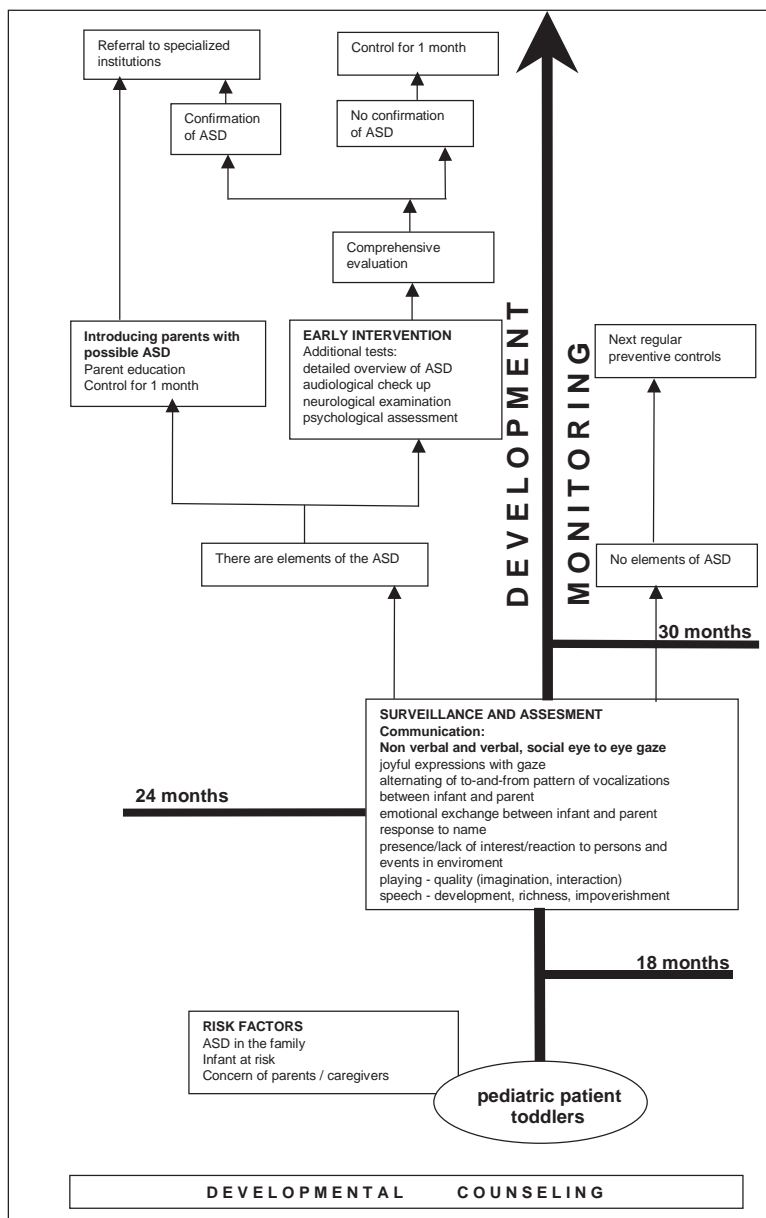 Referral to specialized
institutions
Control for 1 month
Confirmation
of ASD
No confirmation
of ASD
Comprehensive
evaluation
Introducing parents with
possible ASD
Parent education
Control for 1 month
EARLY INTERVENTION
Additional tests:
detailed overview of ASD
audiological check up
neurological examination
psychological assessment
DEVELOPMENT
MONITORING
Next regular
preventive controls
There are elements of the ASD
No elements of ASD
30 months
SURVEILLANCE AND ASSESMENT
Communication:
Non verbal and verbal, social eye to eye gaze
joyful expressions with gaze
alternating of to-and-from pattern of vocalizations
between infant and parent
emotional exchange between infant and parent
response to name
presence/lack of interest/reaction to persons and
events in enviroment
playing - quality (imagination, interaction)
speech - development, richness, impoverishment
24 months
18 months
RISK FACTORS
ASD in the family
Infant at risk
Concern of parents / caregivers
pediatric patient
toddlers
DEVELOPMENTAL COUNSELING